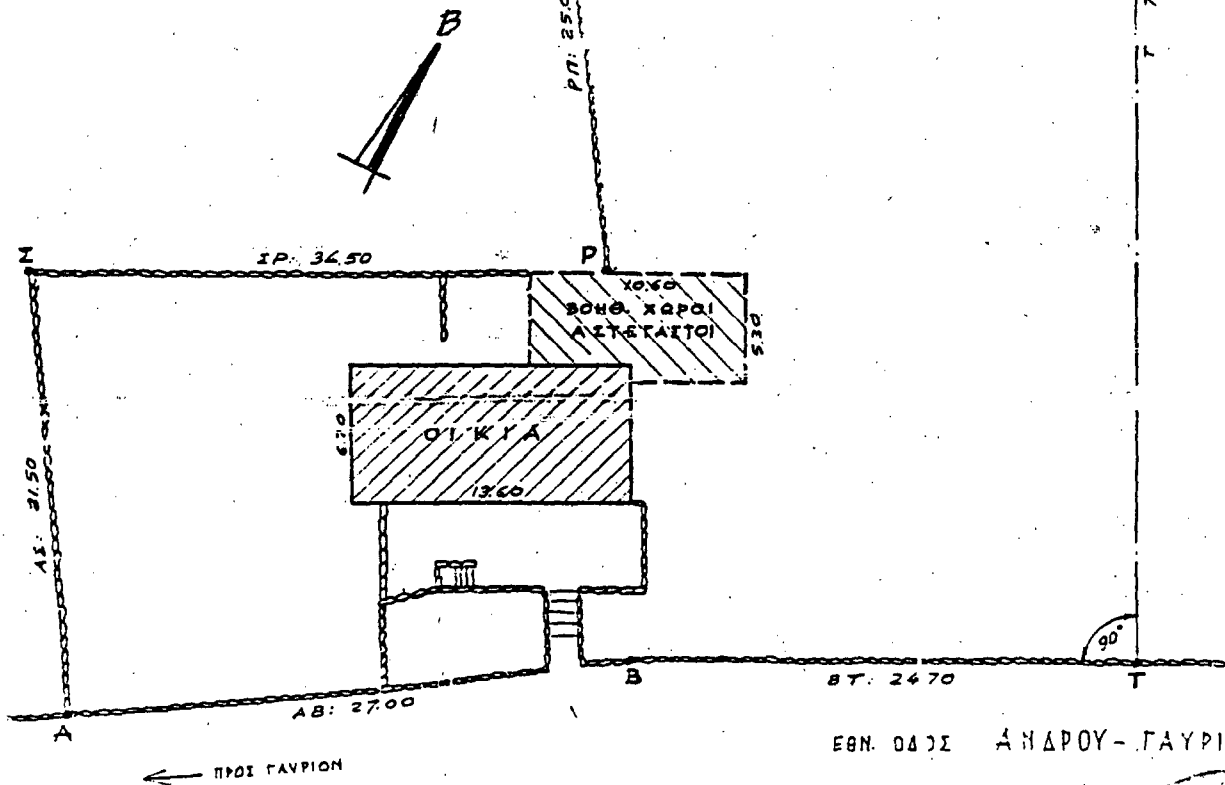 Β
ΡΠ: 25.0
Τ
Σ
ΣΡ: 34.50
Ρ
10.60
ΒΟΗΘ. ΧΩΡΟΙ
ΑΣΤΕΓΑΣΤΟΙ
5.30
ΑΣ: 21.50
6.70
ΟΙΚΙΑ
13.60
90°
Β
ΒΤ: 24.70
Τ
ΑΒ: 27.00
Α
ΕΘΝ. ΟΔΟΣ ΑΝΔΡΟΥ-ΓΑΥΡΙ
ΠΡΟΣ ΓΑΥΡΙΟΝ